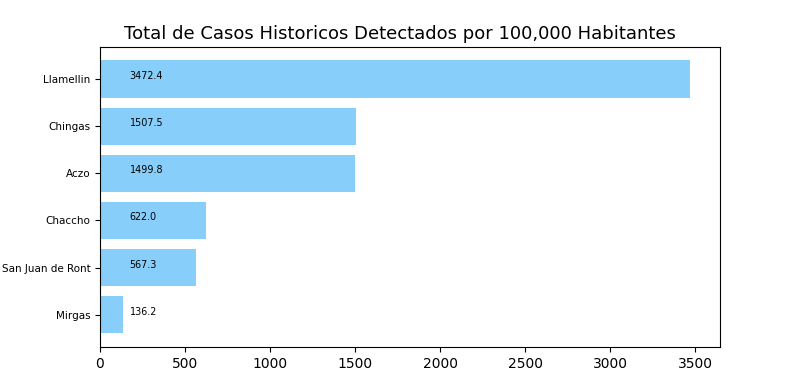 Total de Casos Historicos Detectados por 100,000 Habitantes
Llamellin 3472.4
Chingas 1507.5
Aczo 1499.8
Chaccho 622.0
San Juan de Ront 567.3
Mirgas 136.2
0 500 1000 1500 2000 2500 3000 3500